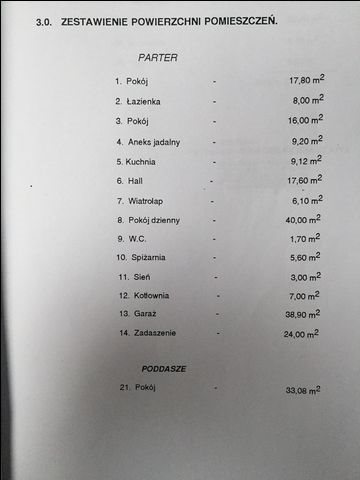 3.0. ZESTAWIENIE POWIERZCHNI POMIESZCZEŃ.
PARTER
1. Pokój - 17,80 m²
2. Łazienka - 8,00 m²
3. Pokój - 16,00 m²
4. Aneks jadalny - 9,20 m²
5. Kuchnia - 9,12 m²
6. Hall - 17,60 m²
7. Wiatrołap - 6,10 m²
8. Pokój dzienny - 40,00 m²
9. W.C. - 1,70 m²
10. Spiżarnia - 5,60 m²
11. Sień - 3,00 m²
12. Kotłownia - 7,00 m²
13. Garaż - 38,90 m²
14. Zadaszenie - 24,00 m²
PODDASZE
21. Pokój - 33,08 m²